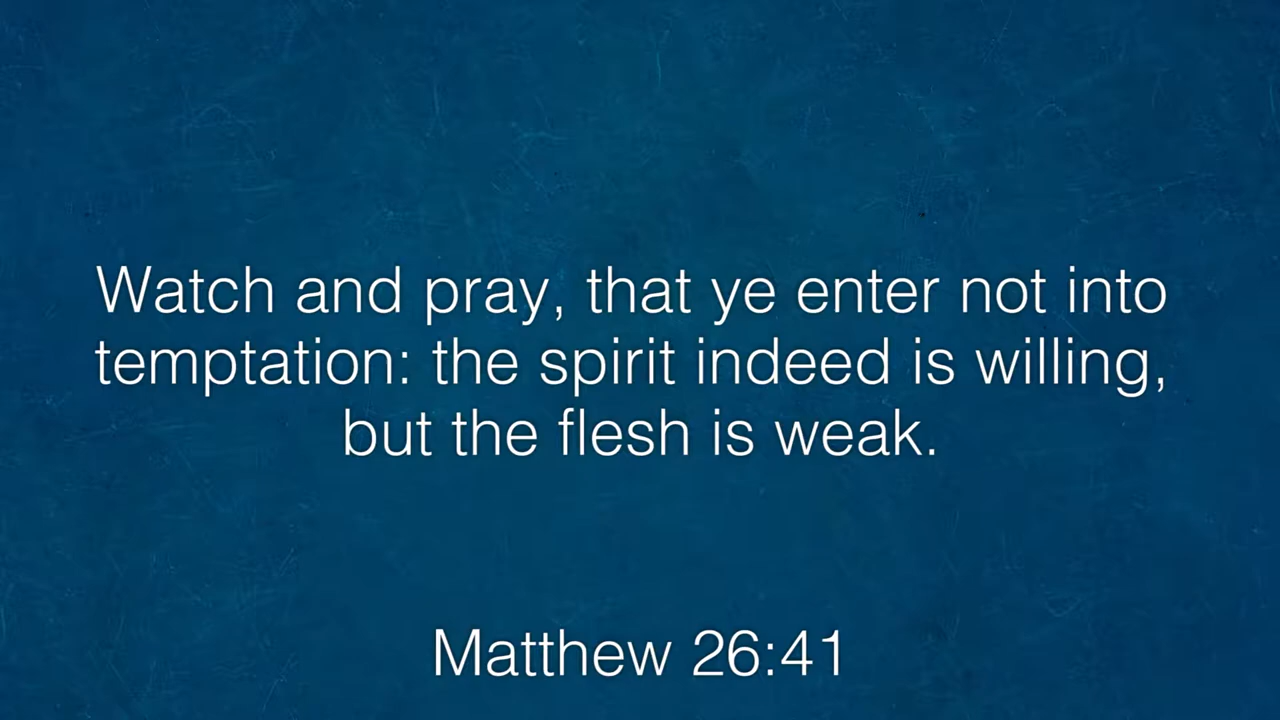 Watch and pray, that ye enter not into
temptation: the spirit indeed is willing,
but the flesh is weak.
Matthew 26:41